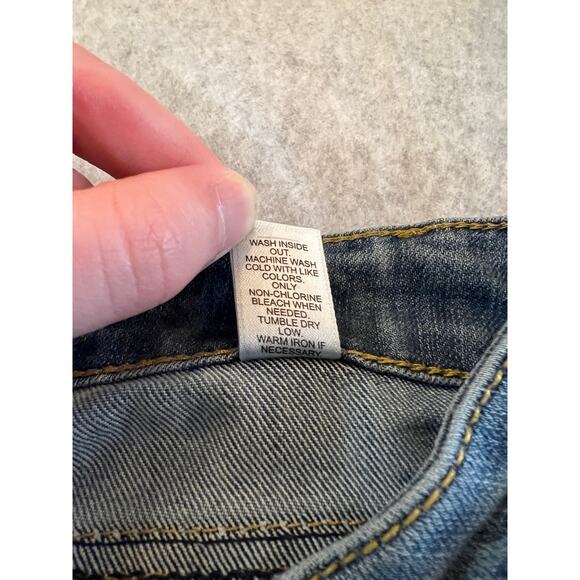 WASH INSIDE
OUT.
MACHINE WASH
COLD WITH LIKE
COLORS.
ONLY
NON-CHLORINE
BLEACH WHEN
NEEDED.
TUMBLE DRY
LOW.
WARM IRON IF
NECESSARY